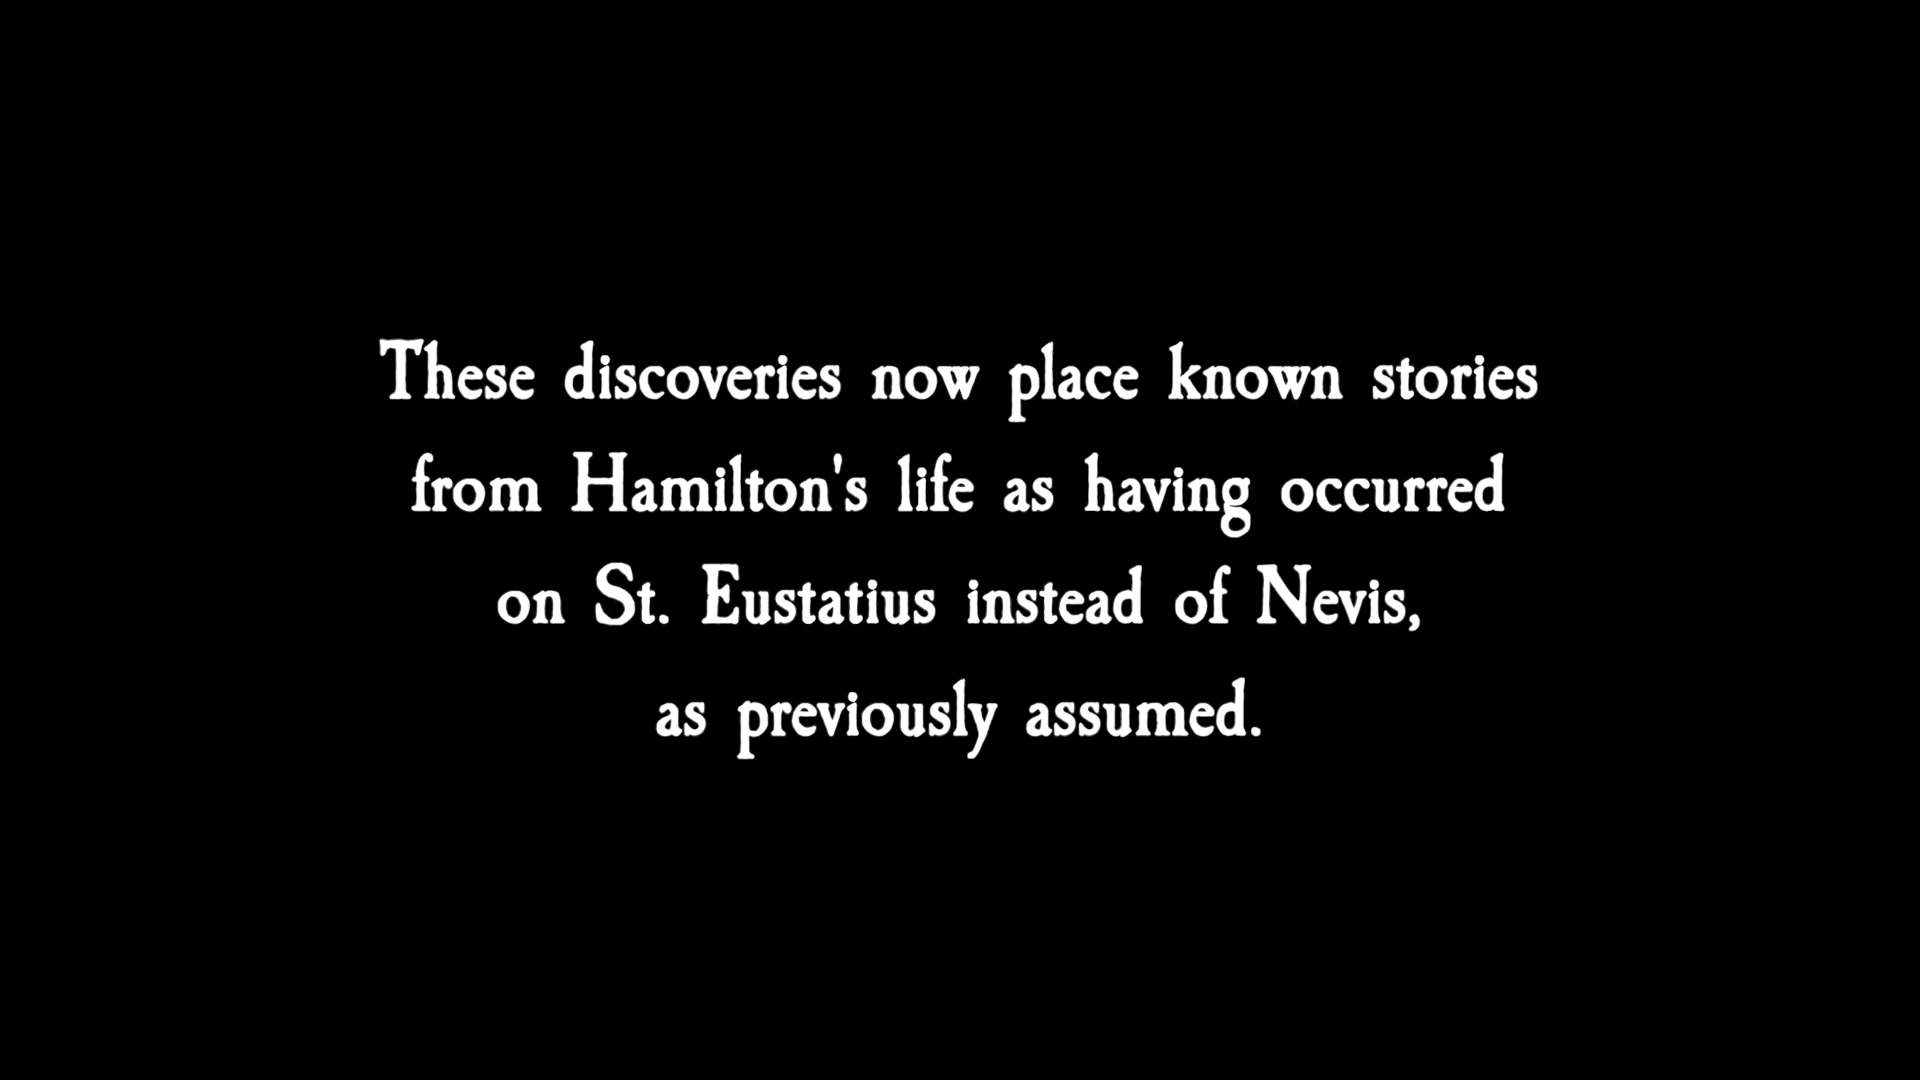 These discoveries now place known stories
from Hamilton's life as having occurred
on St. Eustatius instead of Nevis,
as previously assumed.